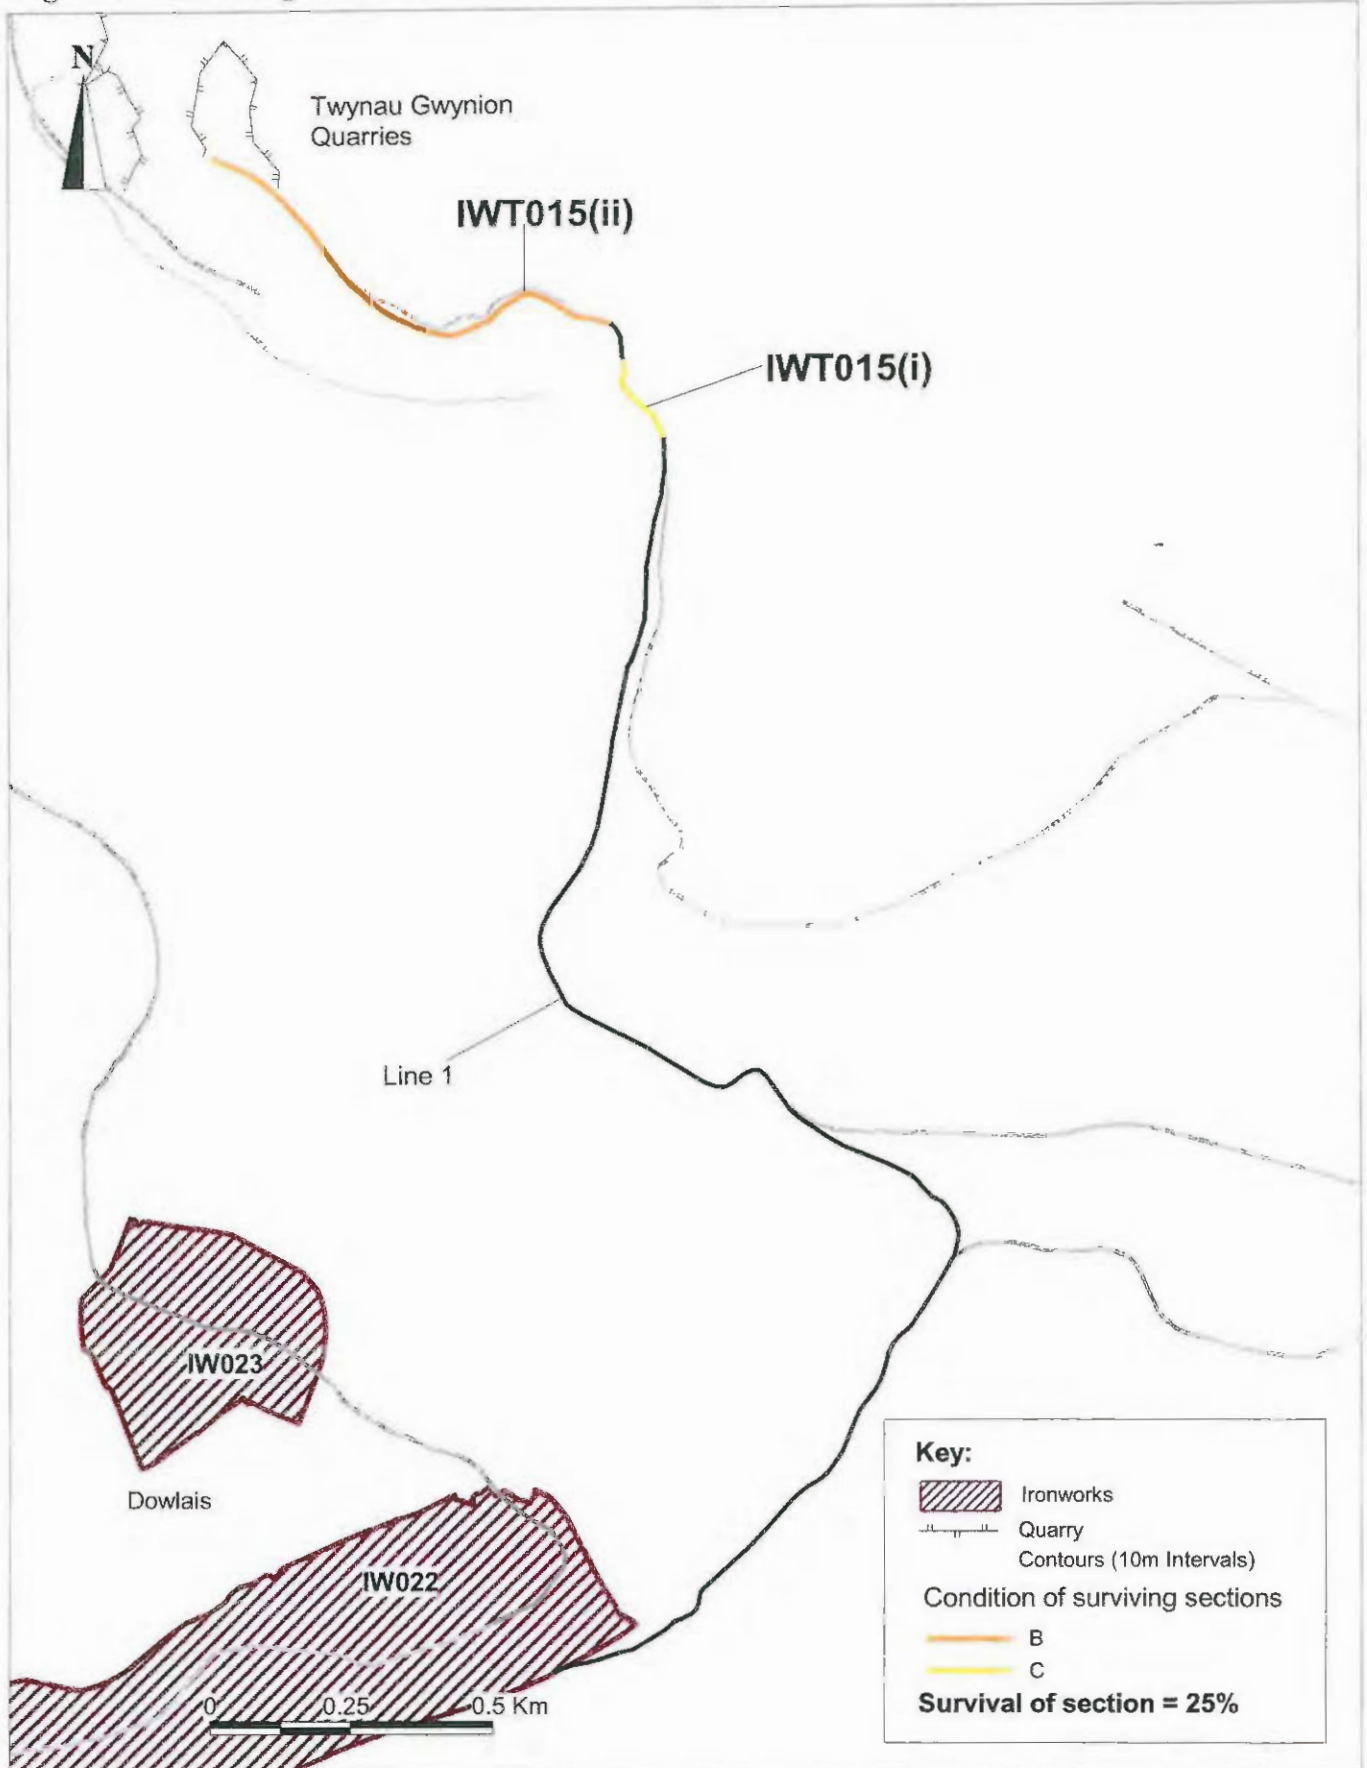 N
Twynau Gwynion
Quarries
IWT015(ii)
IWT015(i)
Line 1
IW023
Dowlais
IW022
0 0.25 0.5 Km
Key:
Ironworks
Quarry
Contours (10m Intervals)
Condition of surviving sections
B
C
Survival of section = 25%